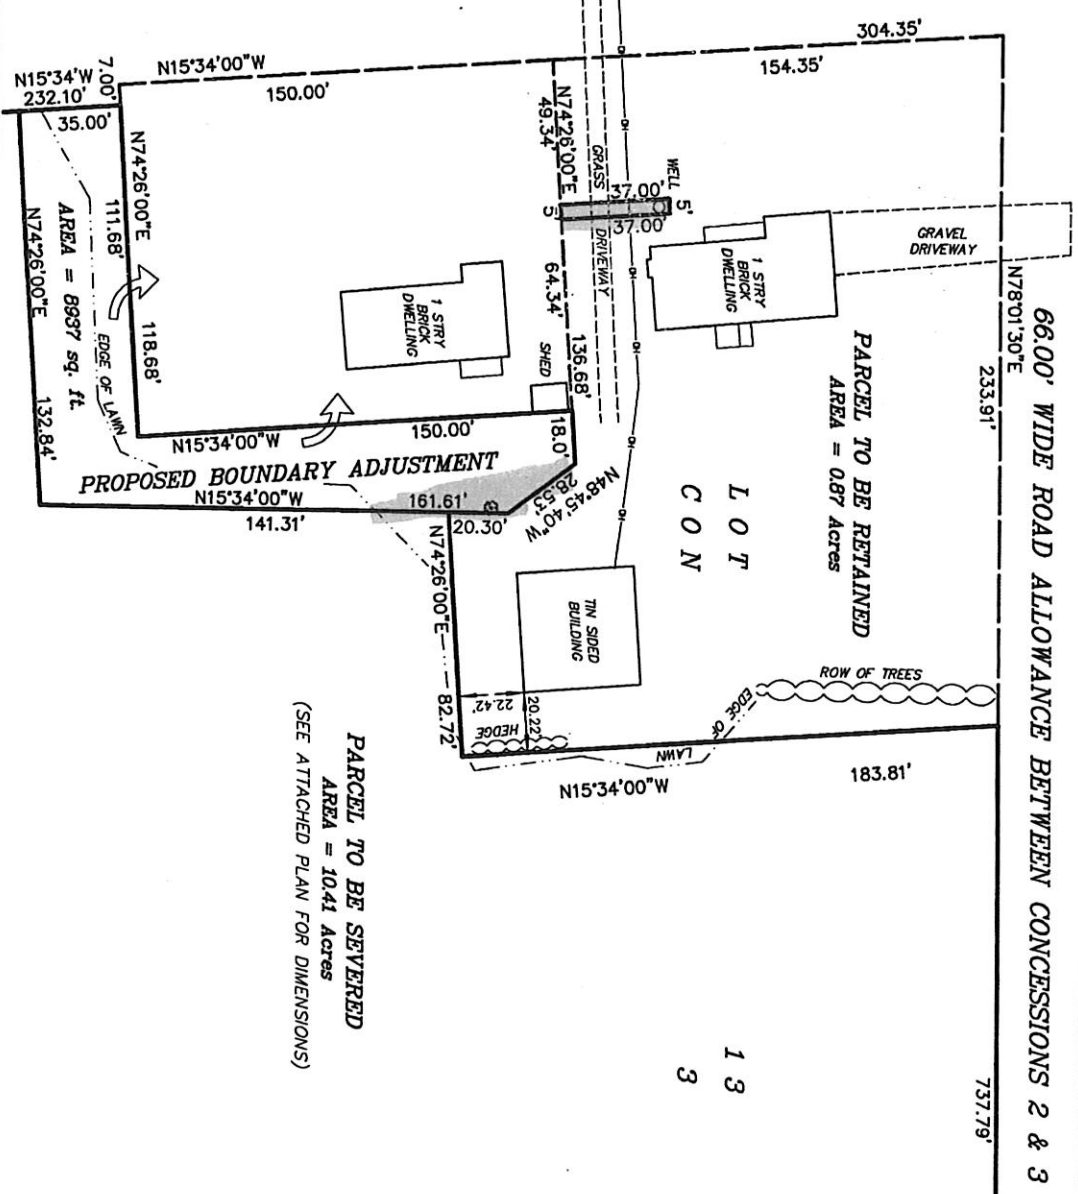 304.35'
154.35'
N15°34'00"W
150.00'
7.00'
N15°34'W
232.10'
35.00'
N74°26'00"E
49.34'
GRASS DRIVEWAY
37.00'
37.00'
WELL
5'
5'
GRAVEL
DRIVEWAY
1 STRY
BRICK
DWELLING
N78°01'30"E
233.91'
66.00' WIDE ROAD ALLOWANCE BETWEEN CONCESSIONS 2 & 3
PARCEL TO BE RETAINED
AREA = 0.87 Acres
64.34'
136.68'
1 STRY
BRICK
DWELLING
SHED
18.0'
N74°26'00"E
111.68'
118.68'
EDGE OF LAWN
AREA = 8937 sq. ft.
N74°26'00"E
132.84'
N15°34'00"W
150.00'
PROPOSED BOUNDARY ADJUSTMENT
N15°34'00"W
161.61'
141.31'
20.30'
N48°45'40"W
28.53'
OH
OH
OH
OH
OH
OH
LOT
CON
TIN SIDED
BUILDING
N74°26'00"E
82.72'
22.42'
20.22'
HEDGE
EDGE OF
LAWN
ROW OF TREES
N15°34'00"W
183.81'
PARCEL TO BE SEVERED
AREA = 10.41 Acres
(SEE ATTACHED PLAN FOR DIMENSIONS)
13
3
737.79'